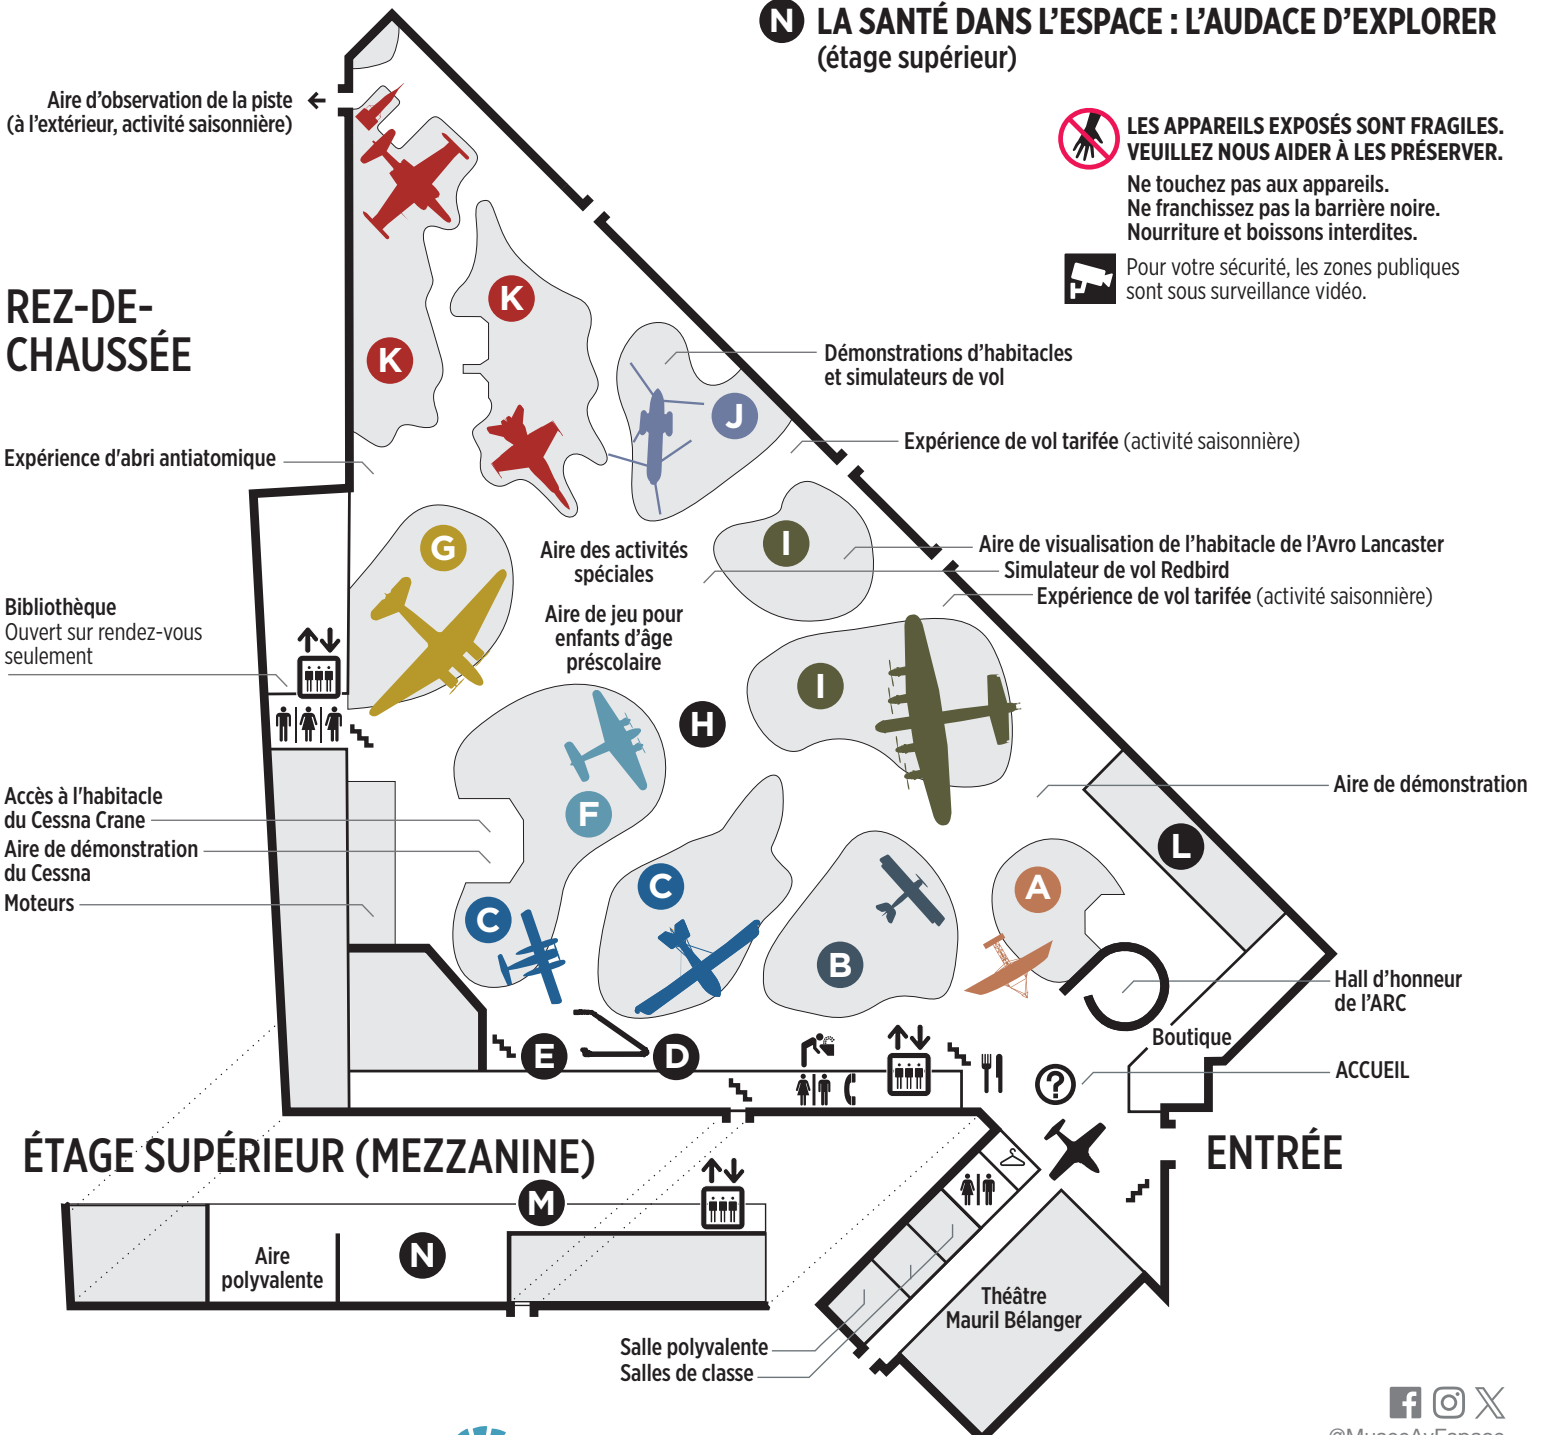 N LA SANTÉ DANS L'ESPACE : L'AUDACE D'EXPLORER
(étage supérieur)
Aire d'observation de la piste
(à l'extérieur, activité saisonnière)
LES APPAREILS EXPOSÉS SONT FRAGILES.
VEUILLEZ NOUS AIDER À LES PRÉSERVER.
Ne touchez pas aux appareils.
Ne franchissez pas la barrière noire.
Nourriture et boissons interdites.
Pour votre sécurité, les zones publiques
sont sous surveillance vidéo.
REZ-DE-
CHAUSSÉE
K
K
Démonstrations d'habitacles
et simulateurs de vol
J
Expérience de vol tarifée (activité saisonnière)
Expérience d'abri antiatomique
G
Aire des activités
spéciales
I
Aire de visualisation de l'habitacle de l'Avro Lancaster
Simulateur de vol Redbird
Expérience de vol tarifée (activité saisonnière)
Bibliothèque
Ouvert sur rendez-vous
seulement
Aire de jeu pour
enfants d'âge
préscolaire
I
H
Accès à l'habitacle
du Cessna Crane
Aire de démonstration
du Cessna
Moteurs
F
Aire de démonstration
L
C
A
C
B
Hall d'honneur
de l'ARC
Boutique
E
D
?
ACCUEIL
ÉTAGE SUPÉRIEUR (MEZZANINE)
ENTRÉE
M
N
Aire
polyvalente
Théâtre
Mauril Bélanger
Salle polyvalente
Salles de classe
@MuseeAvEspace